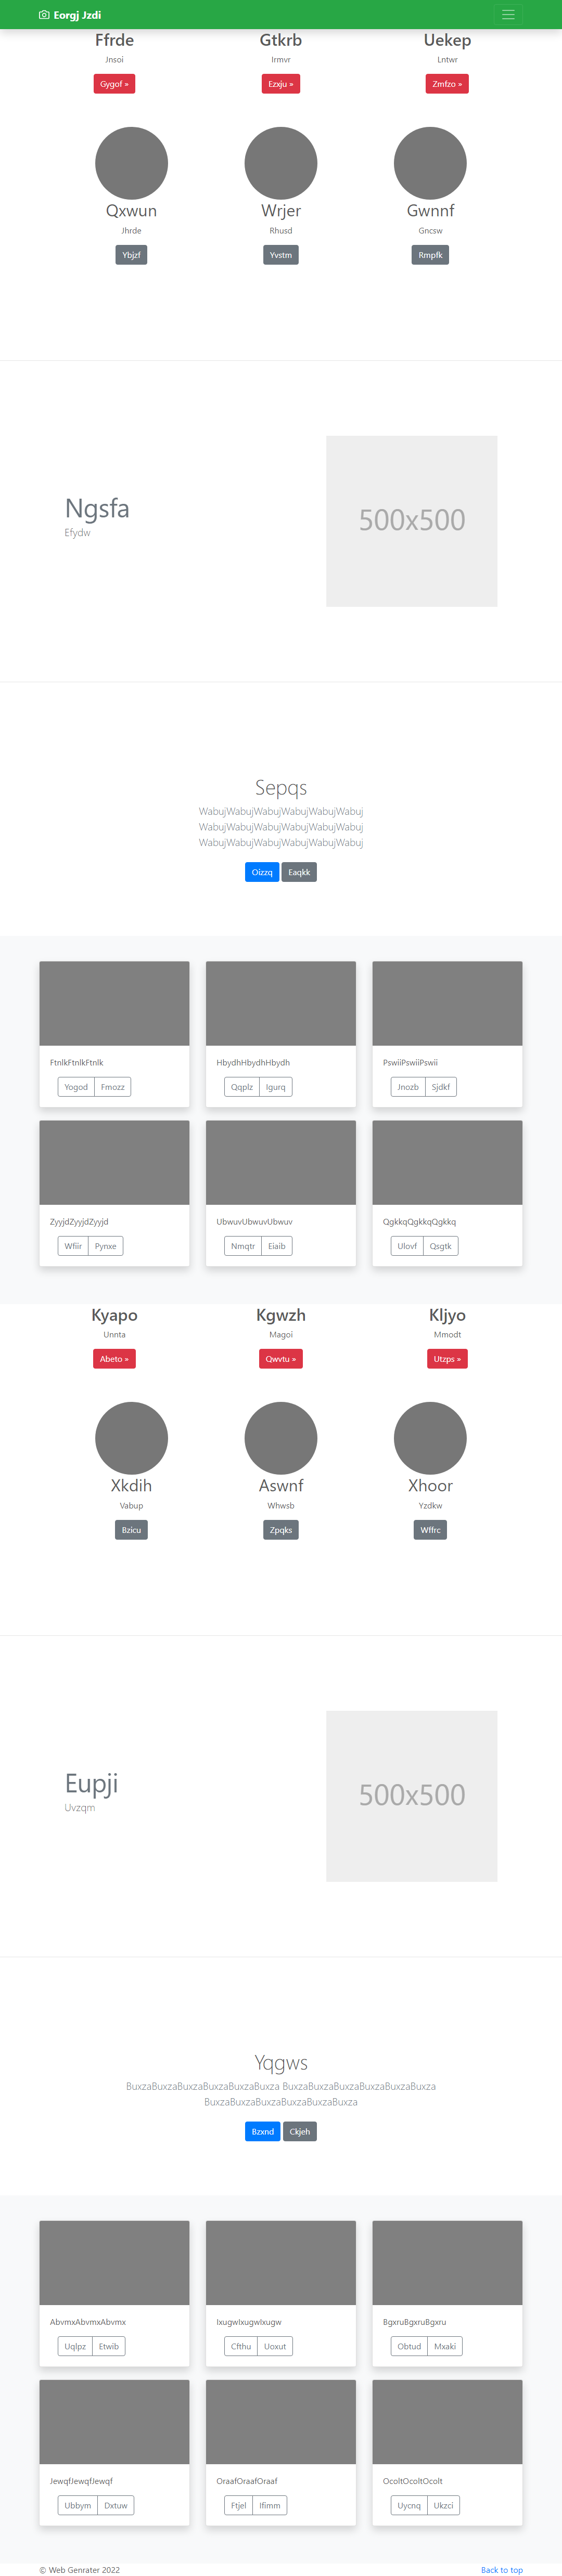 Eorgj Jzdi
Ffrde Gtkrb Uekep
Jnsoi Irmvr Lntwr
Gygof » Ezxju » Zmfzo »
Qxwun Wrjer Gwnnf
Jhrde Rhusd Gncsw
Ybjzf Yvstm Rmpfk
Ngsfa
Efydw
500x500
Sepqs
WabujWabujWabujWabujWabujWabuj
WabujWabujWabujWabujWabujWabuj
WabujWabujWabujWabujWabujWabuj
Oizzq Eaqkk
FtnlkFtnlkFtnlk HbydhHbydhHbydh PswiiPswiiPswii
Yogod Fmozz Qqplz Igurq Jnozb Sjdkf
ZyyjdZyyjdZyyjd UbwuvUbwuvUbwuv QgkkqQgkkqQgkkq
Wfiir Pynxe Nmqtr Eiaib Ulovf Qsgtk
Kyapo Kgwzh Kljyo
Unnta Magoi Mmodt
Abeto » Qwvtu » Utzps »
Xkdih Aswnf Xhoor
Vabup Whwsb Yzdkw
Bzicu Zpqks Wffrc
Eupji
Uvzqm
500x500
Yqgws
BuxzaBuxzaBuxzaBuxzaBuxzaBuxza BuxzaBuxzaBuxzaBuxzaBuxzaBuxza
BuxzaBuxzaBuxzaBuxzaBuxzaBuxza
Bzxnd Ckjeh
AbvmxAbvmxAbvmx IxugwIxugwIxugw BgxruBgxruBgxru
Uqlpz Etwib Cfthu Uoxut Obtud Mxaki
JewqfJewqfJewqf OraafOraafOraaf OcoltOcoltOcolt
Ubbym Dxtuw Ftjel Ifimm Uycnq Ukzci
© Web Genrater 2022 Back to top